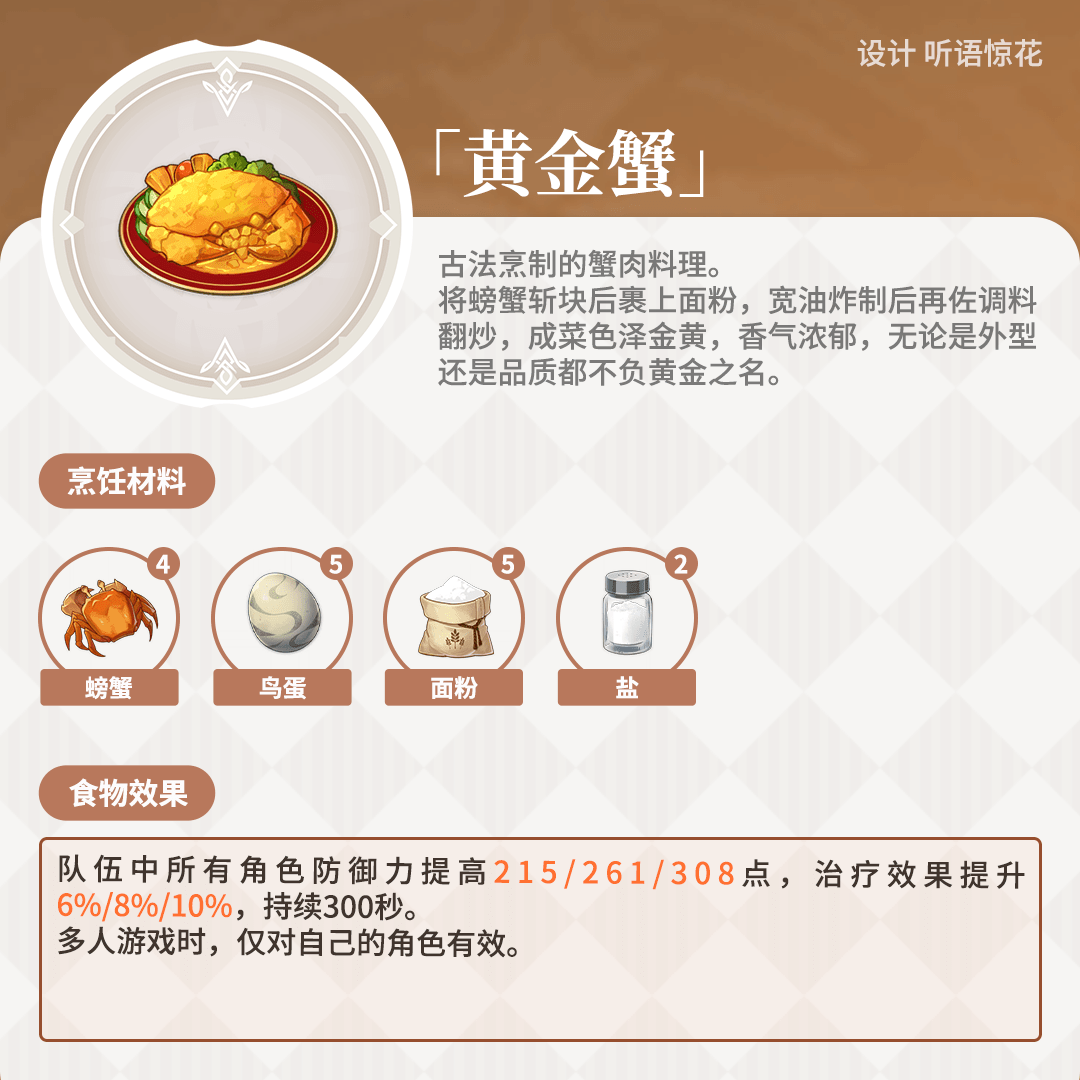 设计 听语惊花
「黄金蟹」
古法烹制的蟹肉料理。
将螃蟹斩块后裹上面粉，宽油炸制后再佐调料
翻炒，成菜色泽金黄，香气浓郁，无论是外型
还是品质都不负黄金之名。
烹饪材料
4
5
5
2
螃蟹
鸟蛋
面粉
盐
食物效果
队伍中所有角色防御力提高215/261/308点，治疗效果提升
6%/8%/10%，持续300秒。
多人游戏时，仅对自己的角色有效。